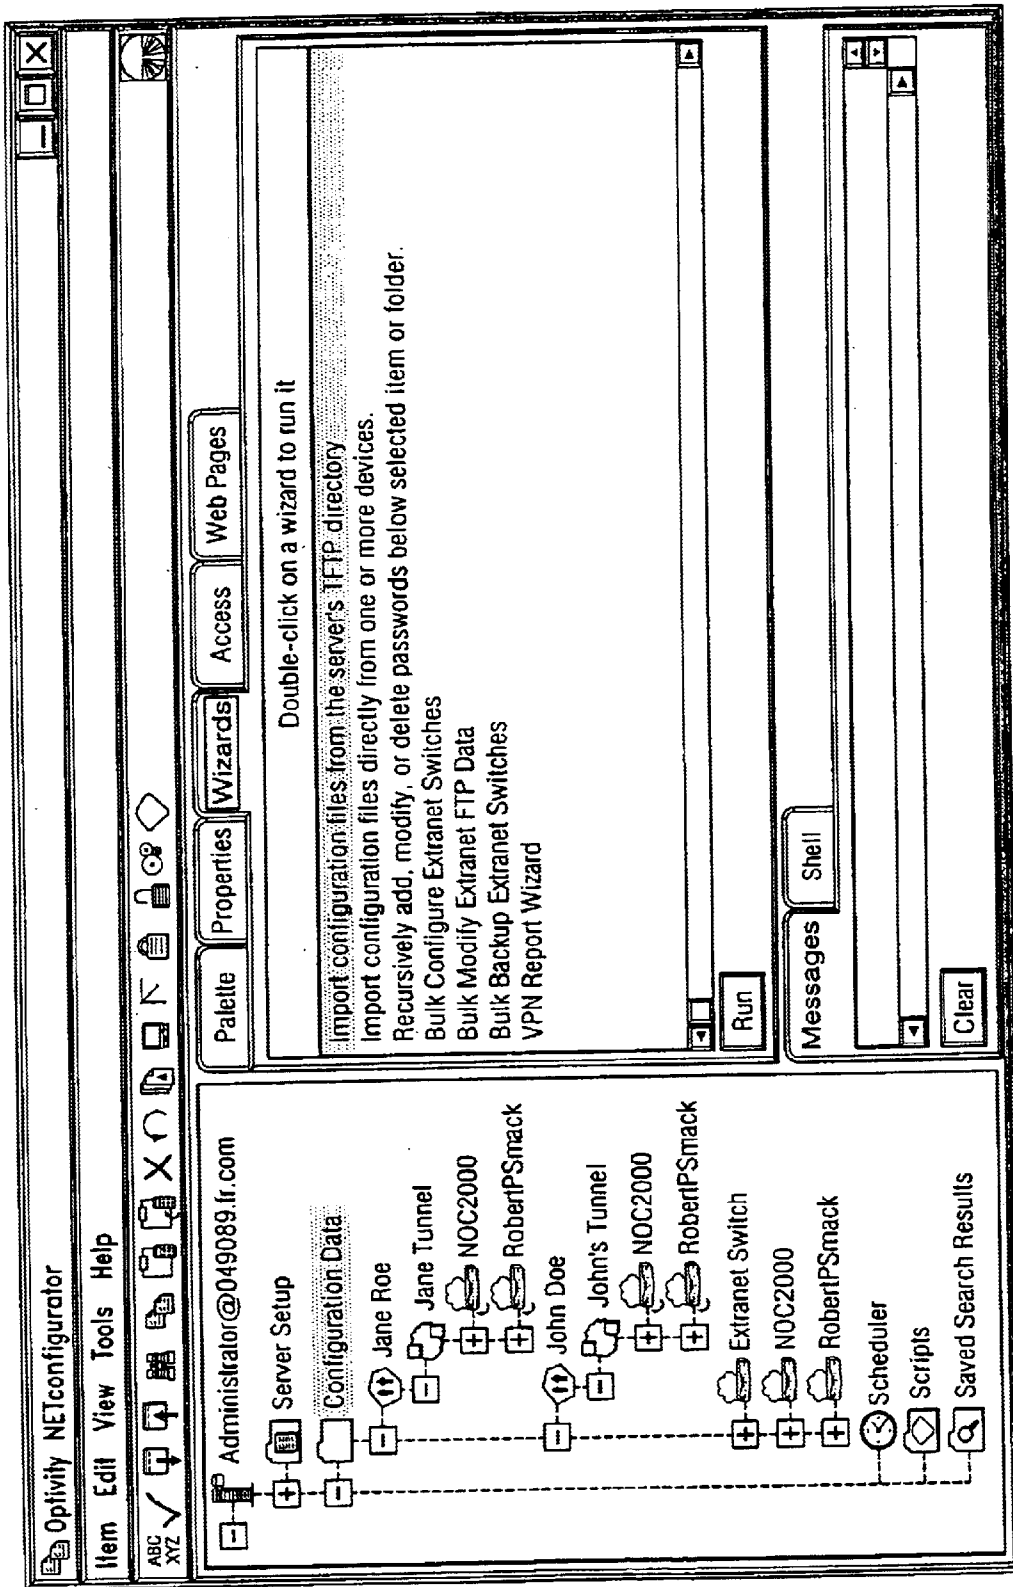 Optivity NETconfigurator
Item Edit View Tools Help
ABC
XYZ
Administrator@049089.fr.com
Server Setup
Configuration Data
Jane Roe
Jane Tunnel
NOC2000
RobertPSmack
John Doe
John's Tunnel
NOC2000
RobertPSmack
Extranet Switch
NOC2000
RobertPSmack
Scheduler
Scripts
Saved Search Results
Palette Properties Wizards Access Web Pages
Double-click on a wizard to run it
Import configuration files from the server's TFTP directory
Import configuration files directly from one or more devices.
Recursively add, modify, or delete passwords below selected item or folder.
Bulk Configure Extranet Switches
Bulk Modify Extranet FTP Data
Bulk Backup Extranet Switches
VPN Report Wizard
Run
Messages Shell
Clear